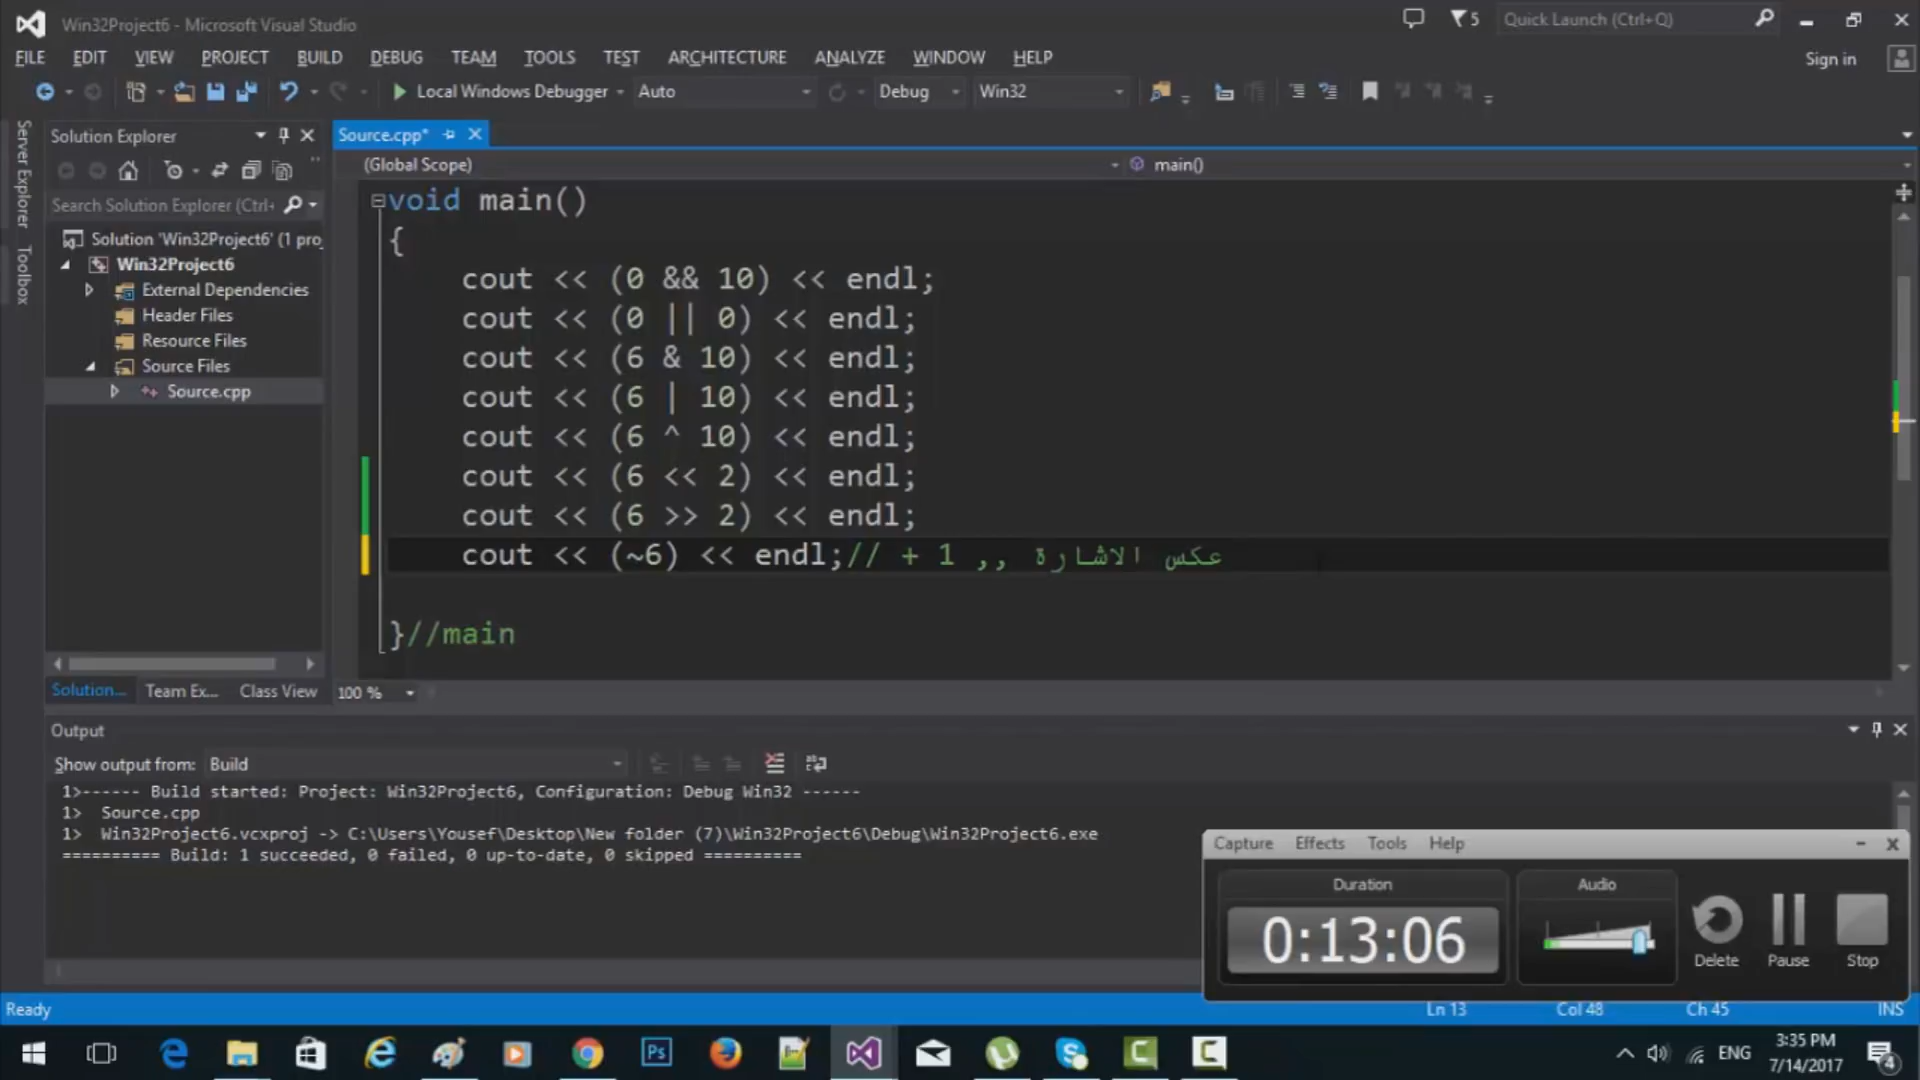 Win32Project6 - Microsoft Visual Studio
5
Quick Launch (Ctrl+Q)
FILE EDIT VIEW PROJECT BUILD DEBUG TEAM TOOLS TEST ARCHITECTURE ANALYZE WINDOW HELP
Sign in
Local Windows Debugger Auto Debug Win32
Server Explorer
Toolbox
Solution Explorer
Search Solution Explorer (Ctrl+
Solution 'Win32Project6' (1 proj
Win32Project6
External Dependencies
Header Files
Resource Files
Source Files
Source.cpp
Solution... Team Ex... Class View
Source.cpp*
(Global Scope) main()
void main()
{
cout << (0 && 10) << endl;
cout << (0 || 0) << endl;
cout << (6 & 10) << endl;
cout << (6 | 10) << endl;
cout << (6 ^ 10) << endl;
cout << (6 << 2) << endl;
cout << (6 >> 2) << endl;
cout << (~6) << endl;// + 1 ,, عكس الاشارة
}//main
100 %
Output
Show output from: Build
1>------ Build started: Project: Win32Project6, Configuration: Debug Win32 ------
1> Source.cpp
1> Win32Project6.vcxproj -> C:\Users\Yousef\Desktop\New folder (7)\Win32Project6\Debug\Win32Project6.exe
========== Build: 1 succeeded, 0 failed, 0 up-to-date, 0 skipped ==========
Capture Effects Tools Help
Duration
0:13:06
Audio
Delete Pause Stop
Ready
Ln 13 Col 48 Ch 45 INS
Ps
ENG
3:35 PM
7/14/2017
4